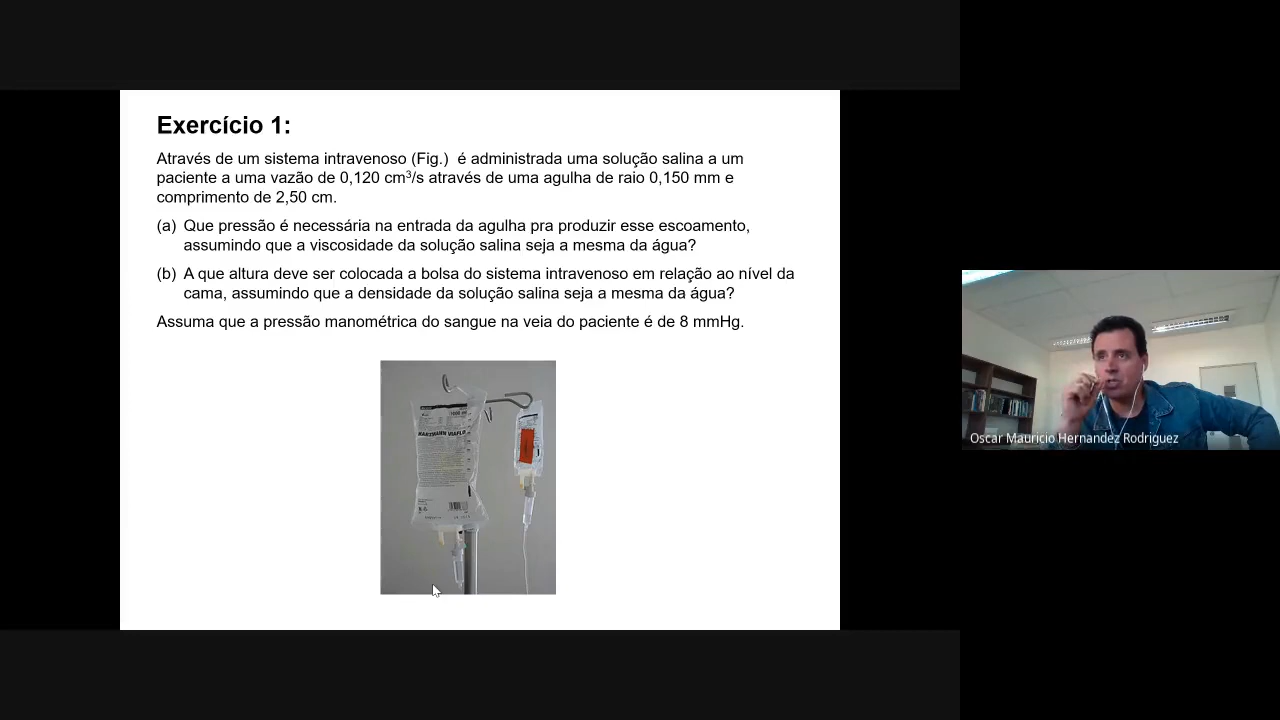 Exercício 1:
Através de um sistema intravenoso (Fig.)  é administrada uma solução salina a um
paciente a uma vazão de 0,120 cm³/s através de uma agulha de raio 0,150 mm e
comprimento de 2,50 cm.
(a) Que pressão é necessária na entrada da agulha pra produzir esse escoamento,
assumindo que a viscosidade da solução salina seja a mesma da água?
(b) A que altura deve ser colocada a bolsa do sistema intravenoso em relação ao nível da
cama, assumindo que a densidade da solução salina seja a mesma da água?
Assuma que a pressão manométrica do sangue na veia do paciente é de 8 mmHg.
HARTMANN VIAFLO
Oscar Mauricio Hernandez Rodriguez